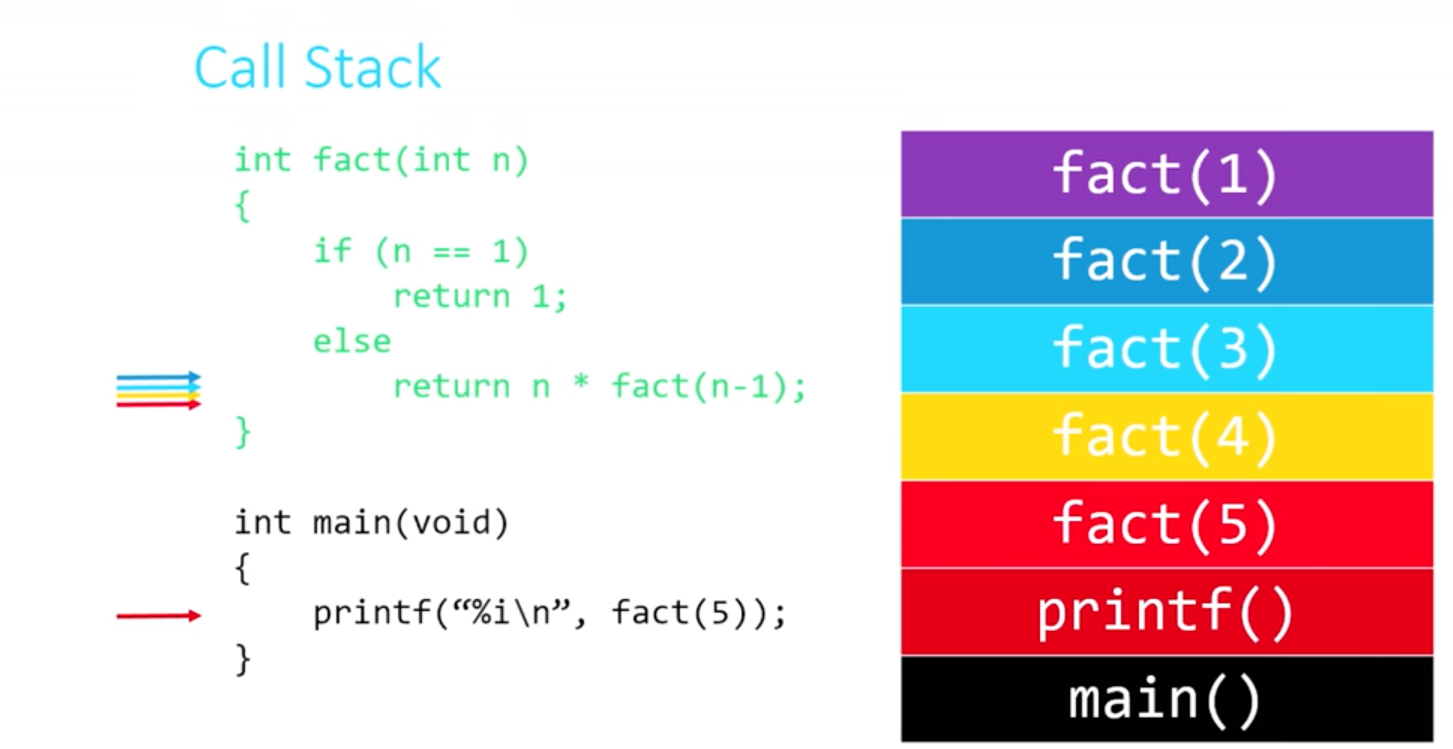 Call Stack
int fact(int n)
{
    if (n == 1)
        return 1;
    else
        return n * fact(n-1);
}
int main(void)
{
    printf(“%i\n”, fact(5));
}
fact(1)
fact(2)
fact(3)
fact(4)
fact(5)
printf()
main()